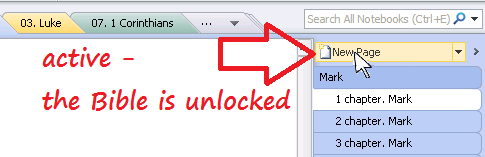 03. Luke
07. 1 Corinthians
...
Search All Notebooks (Ctrl+E)
active -
the Bible is unlocked
New Page
Mark
1 chapter. Mark
2 chapter. Mark
3 chapter. Mark